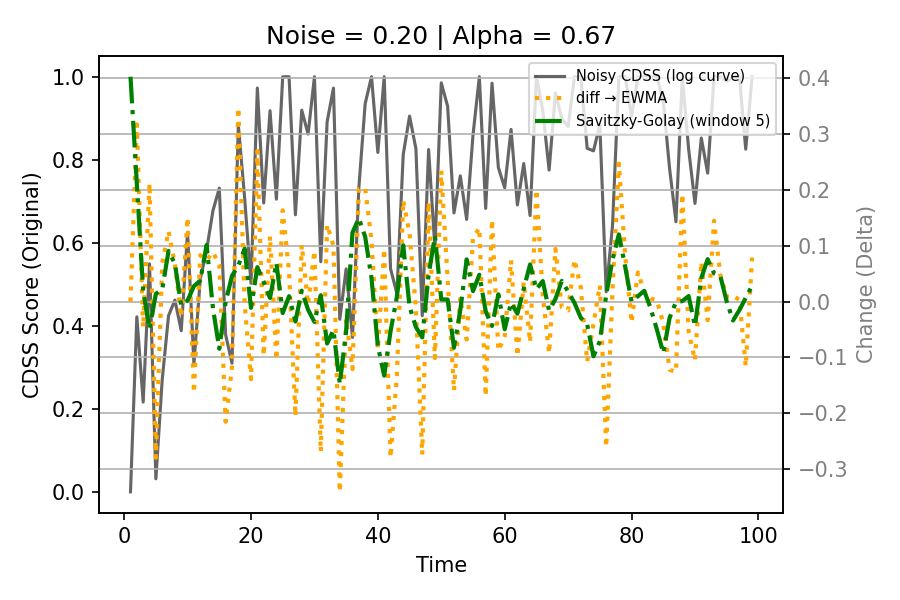 Noise = 0.20 | Alpha = 0.67
Noisy CDSS (log curve)
diff → EWMA
Savitzky-Golay (window 5)
CDSS Score (Original)
1.0
0.8
0.6
0.4
0.2
0.0
0.4
0.3
0.2
0.1
0.0
−0.1
−0.2
−0.3
Change (Delta)
0 20 40 60 80 100
Time